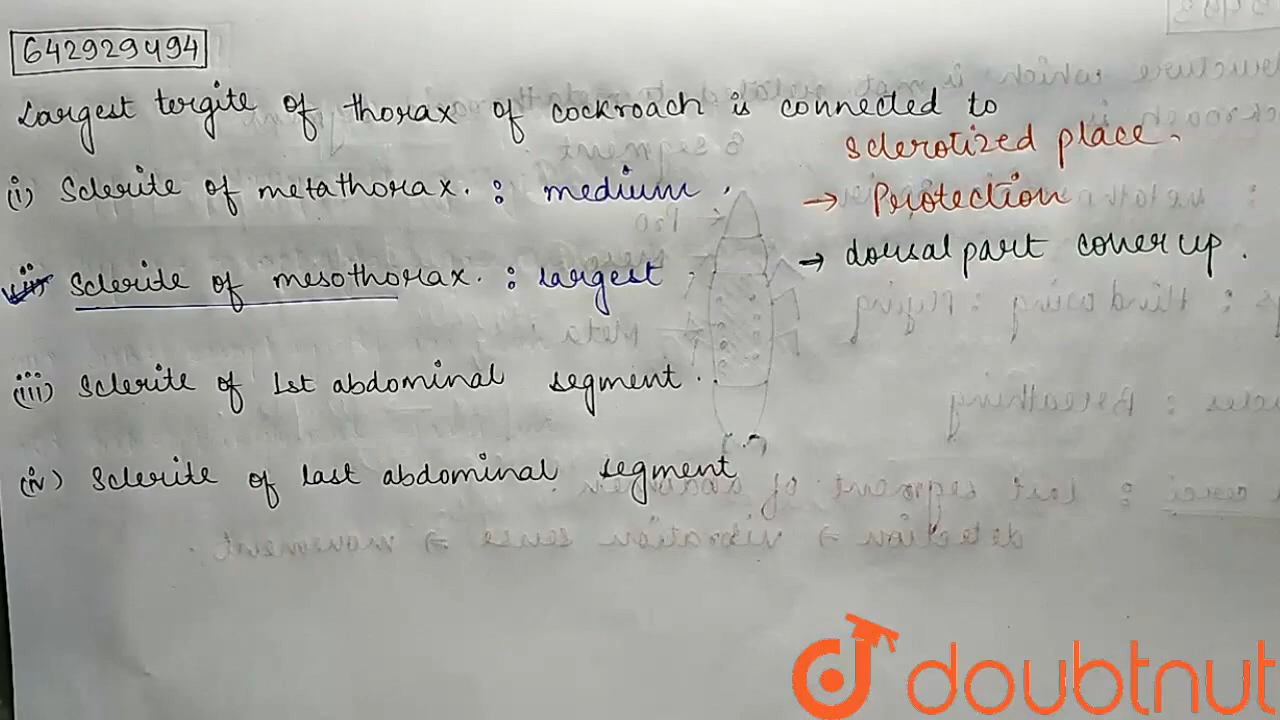 642929494
Largest tergite of thorax of cockroach is connected to
sclerotized place.
(i) Sclerite of metathorax. : medium.
→ Protection
(ii) Sclerite of mesothorax. : largest
→ dorsal part cover up.
(iii) Sclerite of 1st abdominal segment.
(iv) Sclerite of last abdominal segment
doubtnut